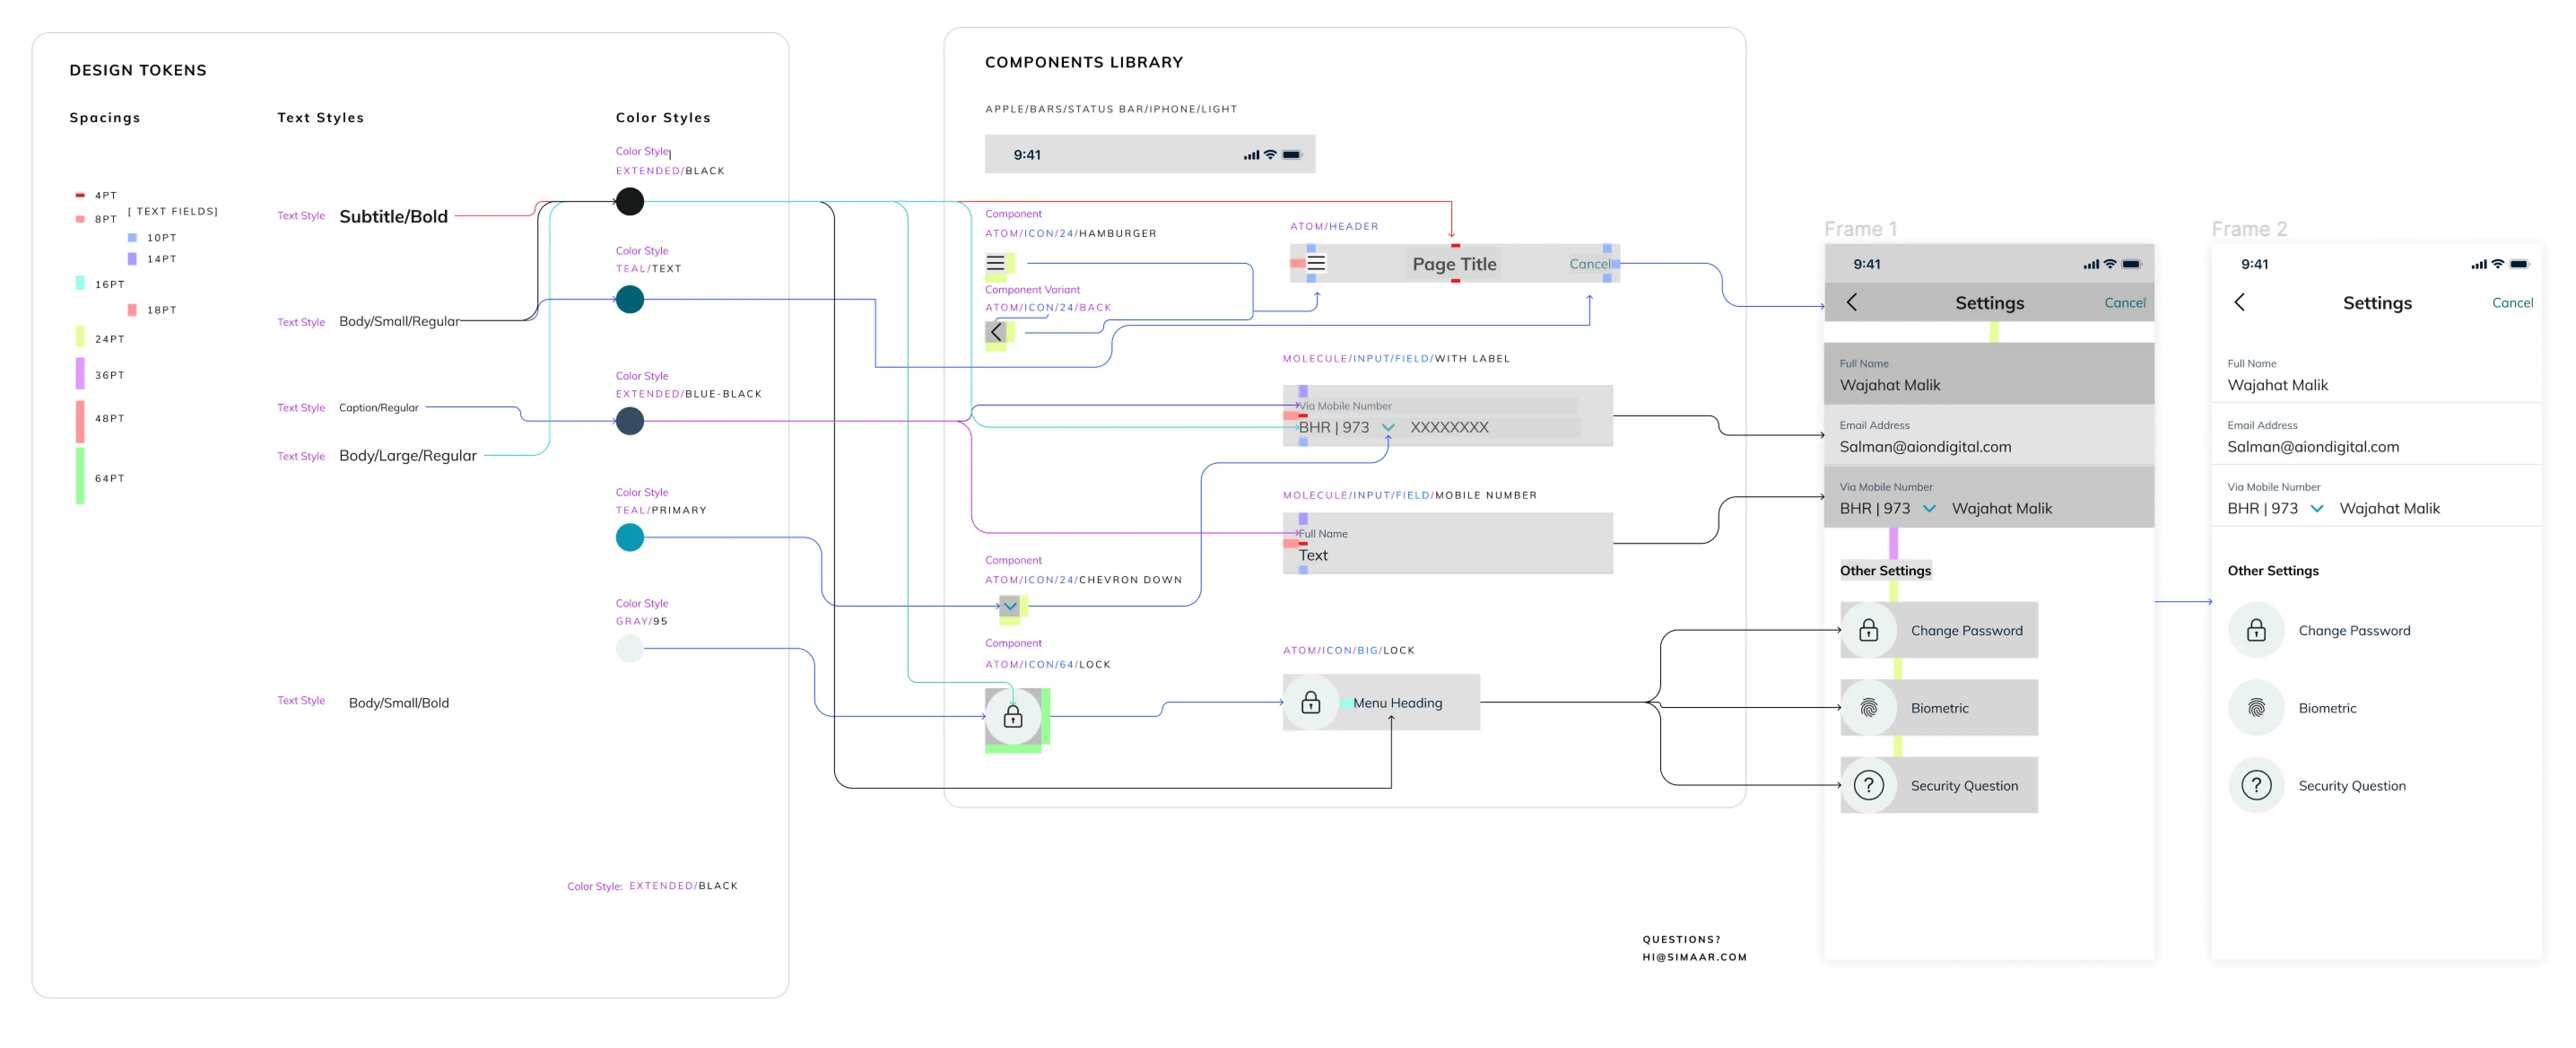 DESIGN TOKENS
Spacings
4PT
8PT
[ TEXT FIELDS]
10PT
14PT
16PT
18PT
24PT
36PT
48PT
64PT
Text Styles
Text Style Subtitle/Bold
Text Style Body/Small/Regular
Text Style Caption/Regular
Text Style Body/Large/Regular
Text Style Body/Small/Bold
Color Styles
Color Style
EXTENDED/BLACK
Color Style
TEAL/TEXT
Color Style
EXTENDED/BLUE-BLACK
Color Style
TEAL/PRIMARY
Color Style
GRAY/95
Color Style: EXTENDED/BLACK
COMPONENTS LIBRARY
APPLE/BARS/STATUS BAR/IPHONE/LIGHT
9:41
Component
ATOM/ICON/24/HAMBURGER
Component Variant
ATOM/ICON/24/BACK
ATOM/HEADER
Page Title
Cancel
MOLECULE/INPUT/FIELD/WITH LABEL
Via Mobile Number
BHR | 973 XXXXXXXX
MOLECULE/INPUT/FIELD/MOBILE NUMBER
Full Name
Text
Component
ATOM/ICON/24/CHEVRON DOWN
Component
ATOM/ICON/64/LOCK
ATOM/ICON/BIG/LOCK
Menu Heading
QUESTIONS?
HI@SIMAAR.COM
Frame 1
9:41
Settings
Cancel
Full Name
Wajahat Malik
Email Address
Salman@aiondigital.com
Via Mobile Number
BHR | 973 Wajahat Malik
Other Settings
Change Password
Biometric
Security Question
Frame 2
9:41
Settings
Cancel
Full Name
Wajahat Malik
Email Address
Salman@aiondigital.com
Via Mobile Number
BHR | 973 Wajahat Malik
Other Settings
Change Password
Biometric
Security Question